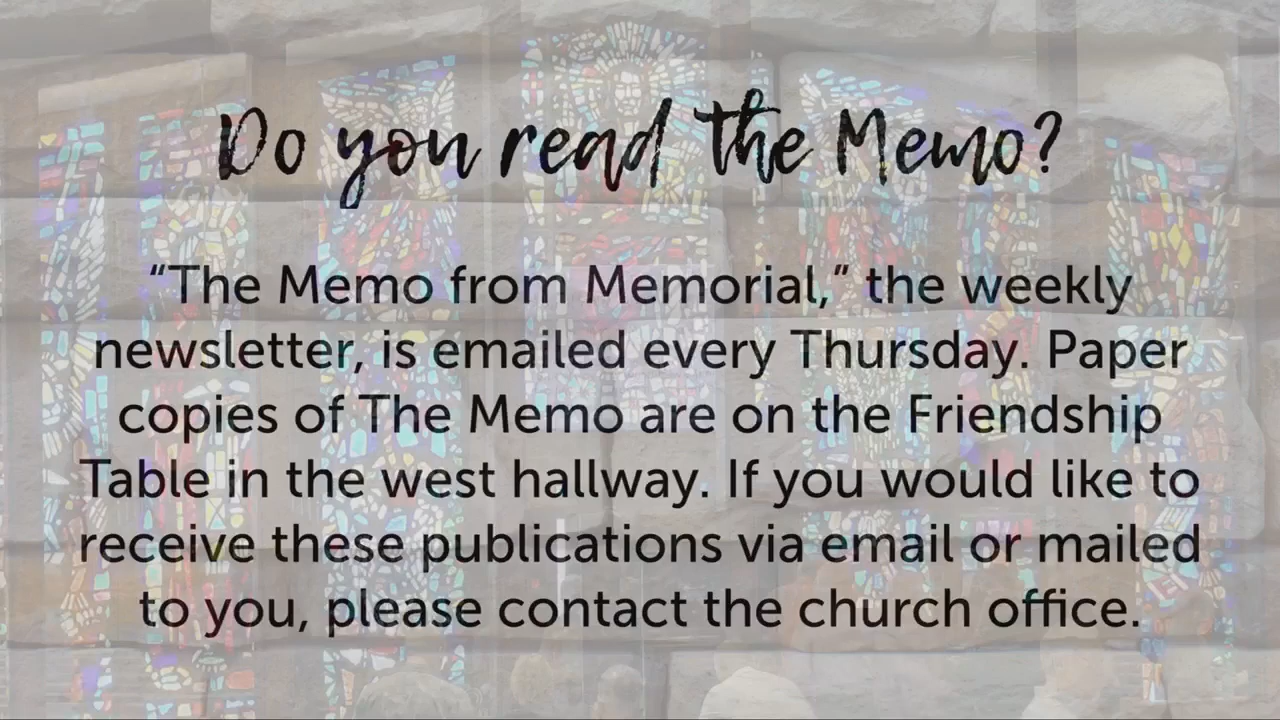 Do you read the Memo?
“The Memo from Memorial,” the weekly
newsletter, is emailed every Thursday. Paper
copies of The Memo are on the Friendship
Table in the west hallway. If you would like to
receive these publications via email or mailed
to you, please contact the church office.